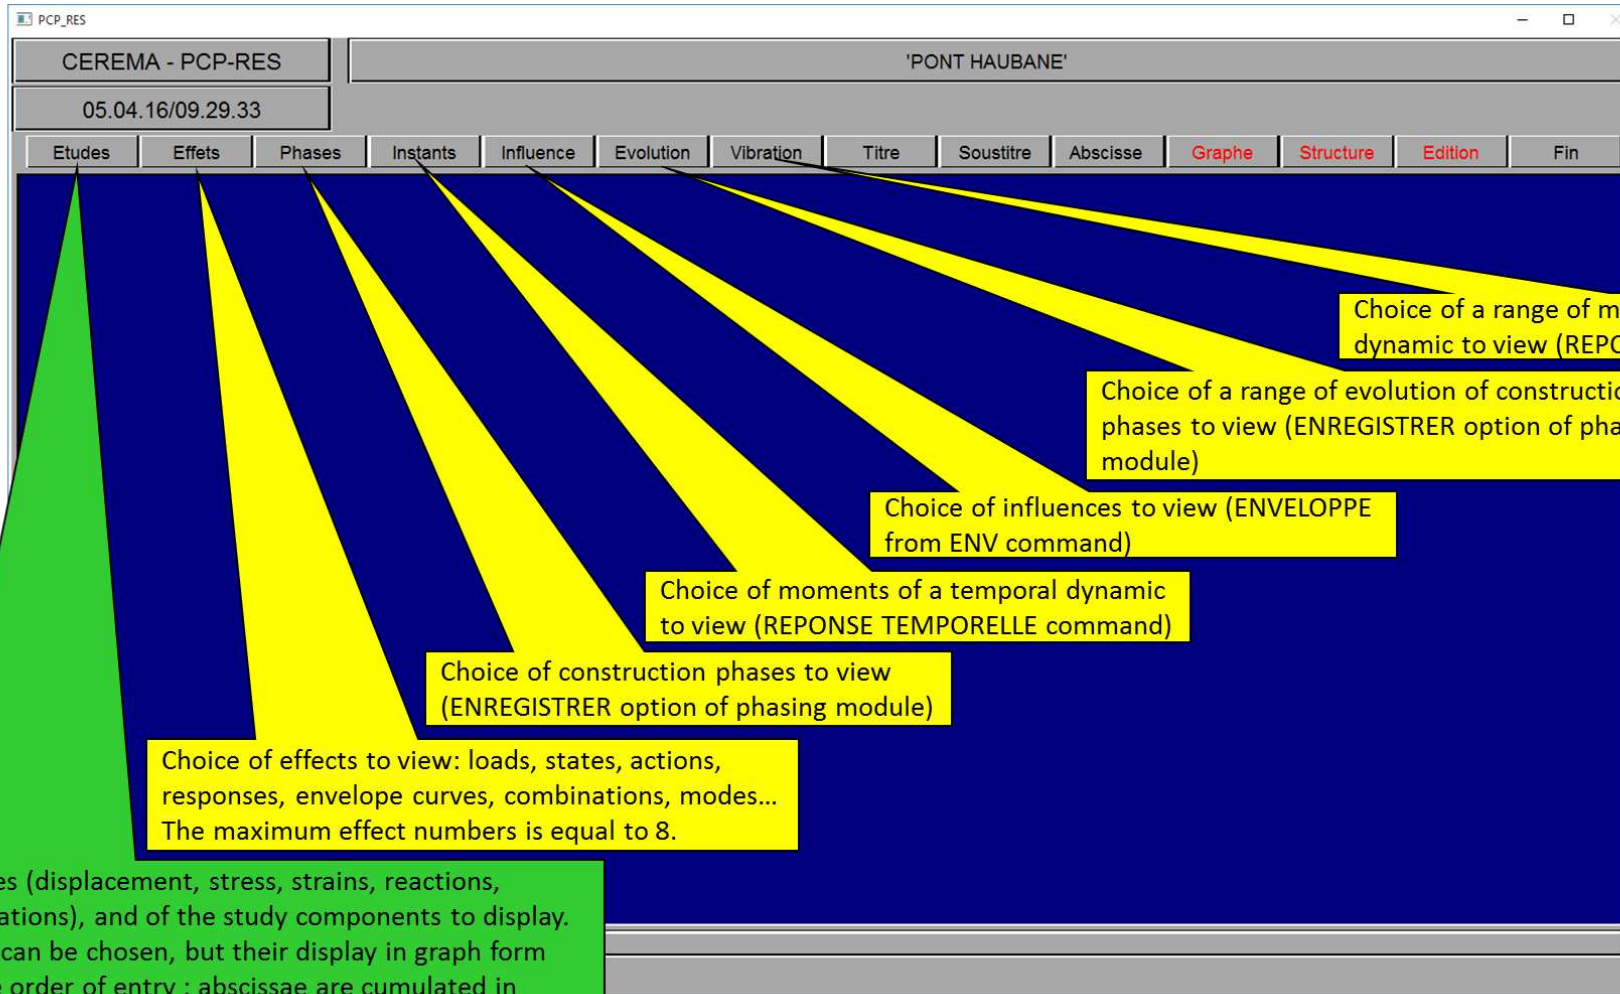 PCP_RES
CEREMA - PCP-RES
'PONT HAUBANE'
05.04.16/09.29.33
Etudes Effets Phases Instants Influence Evolution Vibration Titre Soustitre Abscisse Graphe Structure Edition Fin
Choice of a range of m
dynamic to view (REPO
Choice of a range of evolution of constructio
phases to view (ENREGISTRER option of pha
module)
Choice of influences to view (ENVELOPPE
from ENV command)
Choice of moments of a temporal dynamic
to view (REPONSE TEMPORELLE command)
Choice of construction phases to view
(ENREGISTRER option of phasing module)
Choice of effects to view: loads, states, actions,
responses, envelope curves, combinations, modes...
The maximum effect numbers is equal to 8.
es (displacement, stress, strains, reactions,
ations), and of the study components to display.
can be chosen, but their display in graph form
e order of entry ; abscissae are cumulated in